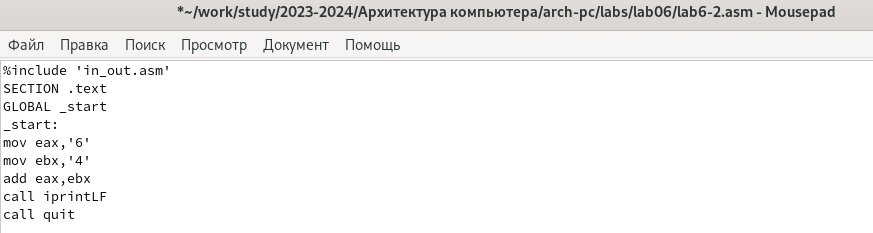 *~/work/study/2023-2024/Архитектура компьютера/arch-pc/labs/lab06/lab6-2.asm - Mousepad
Файл Правка Поиск Просмотр Документ Помощь
%include 'in_out.asm'
SECTION .text
GLOBAL _start
_start:
mov eax,'6'
mov ebx,'4'
add eax,ebx
call iprintLF
call quit